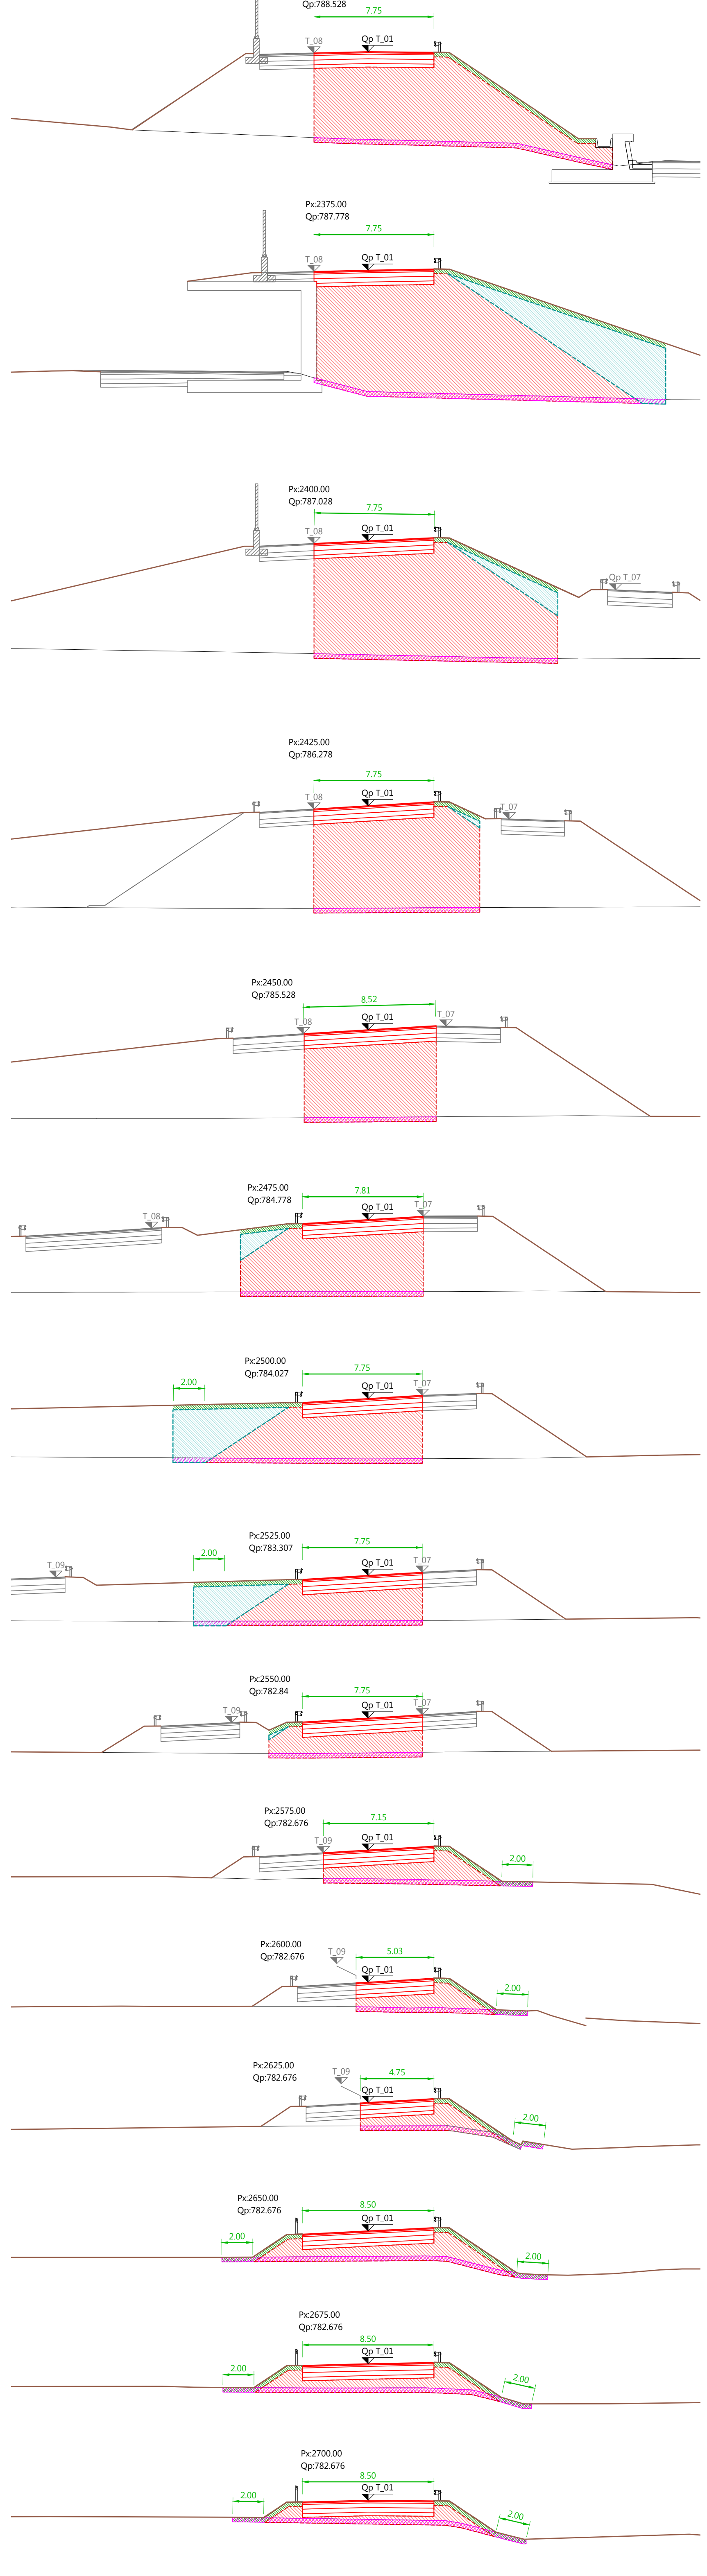 Qp:788.528
7.75
T_08
Qp T_01
Px:2375.00
Qp:787.778
7.75
T_08
Qp T_01
Px:2400.00
Qp:787.028
7.75
T_08
Qp T_01
Qp T_07
Px:2425.00
Qp:786.278
7.75
T_08
Qp T_01
T_07
Px:2450.00
Qp:785.528
8.52
T_08
Qp T_01
T_07
Px:2475.00
Qp:784.778
7.81
T_08
Qp T_01
T_07
Px:2500.00
Qp:784.027
2.00
7.75
Qp T_01
T_07
Px:2525.00
Qp:783.307
2.00
7.75
T_09
Qp T_01
T_07
Px:2550.00
Qp:782.84
7.75
T_09
Qp T_01
T_07
Px:2575.00
Qp:782.676
7.15
T_09
Qp T_01
2.00
Px:2600.00
Qp:782.676
T_09
5.03
Qp T_01
2.00
Px:2625.00
Qp:782.676
T_09
4.75
Qp T_01
2.00
Px:2650.00
Qp:782.676
8.50
Qp T_01
2.00
2.00
Px:2675.00
Qp:782.676
8.50
Qp T_01
2.00
2.00
Px:2700.00
Qp:782.676
8.50
Qp T_01
2.00
2.00